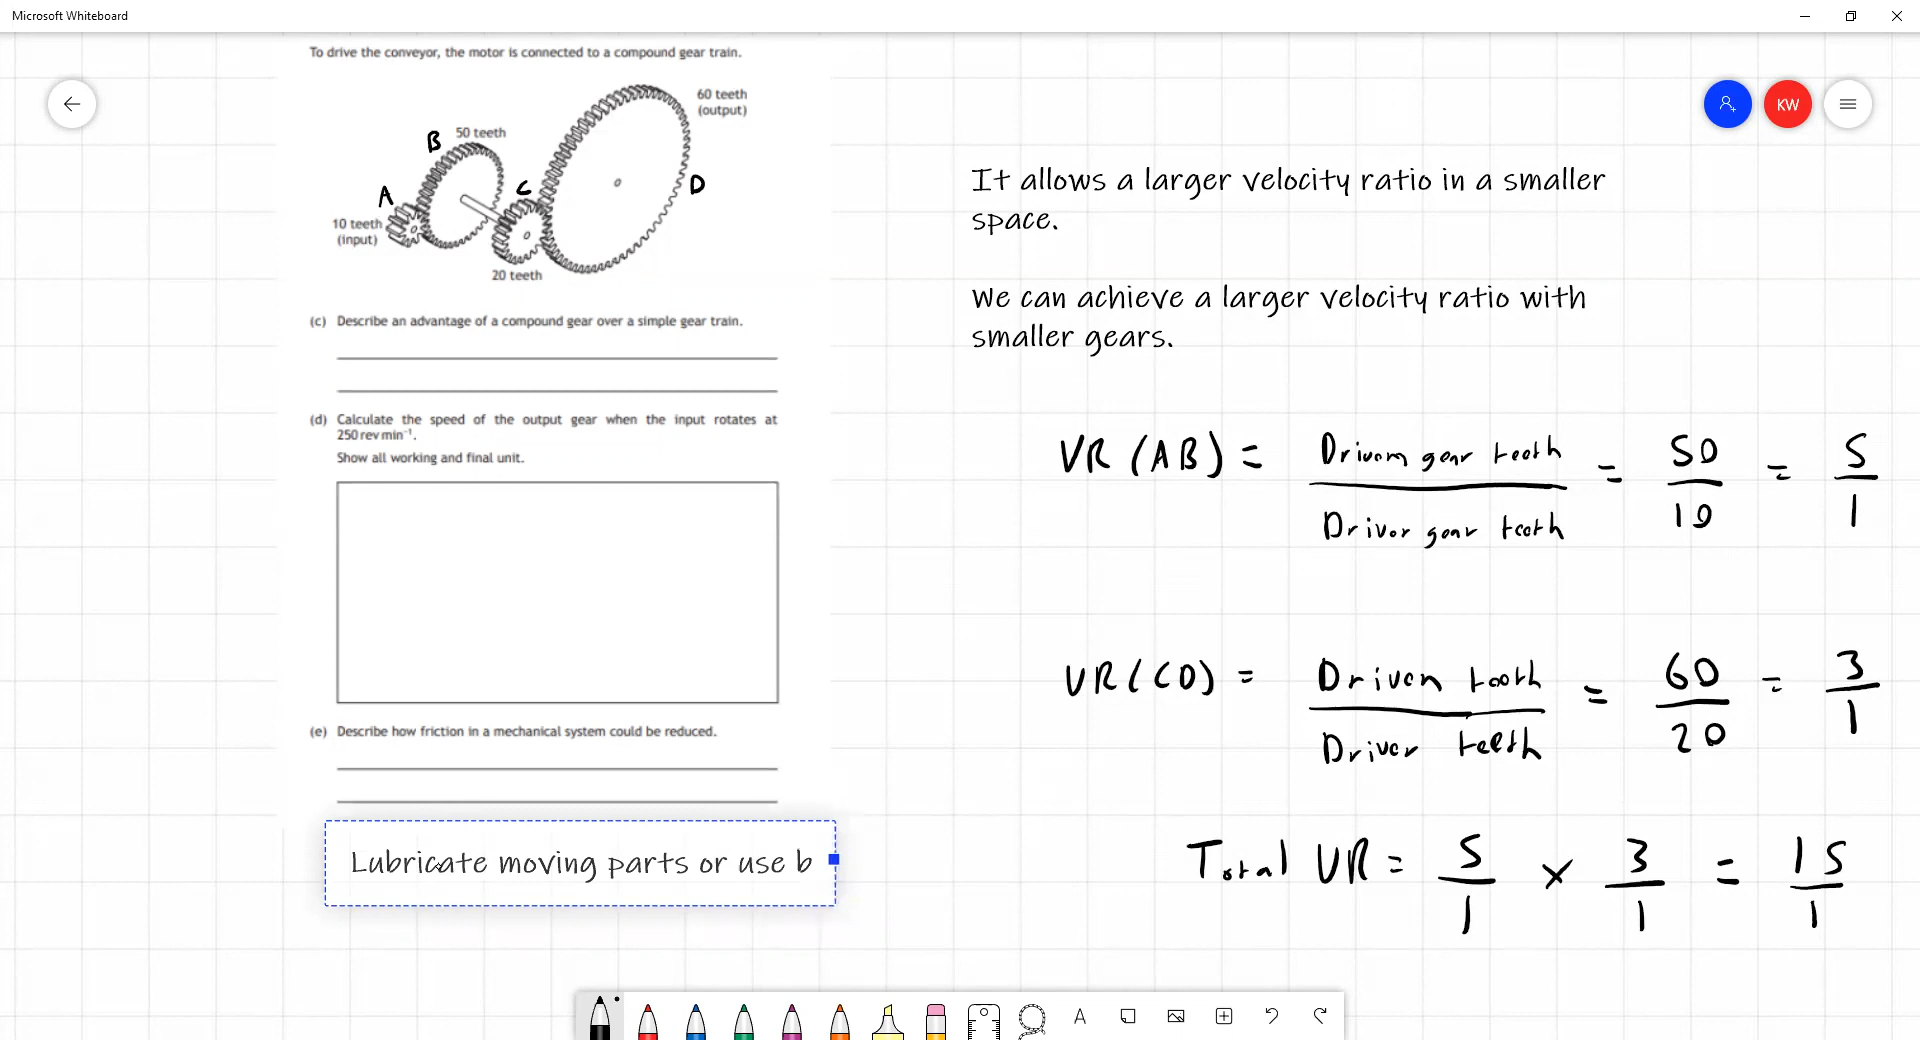 Microsoft Whiteboard
To drive the conveyor, the motor is connected to a compound gear train.
60 teeth
(output)
B
50 teeth
A
C
D
10 teeth
(input)
20 teeth
KW
(c) Describe an advantage of a compound gear over a simple gear train.
(d) Calculate the speed of the output gear when the input rotates at
250 rev min⁻¹.
Show all working and final unit.
(e) Describe how friction in a mechanical system could be reduced.
Lubricate moving parts or use b
It allows a larger velocity ratio in a smaller
space.
We can achieve a larger velocity ratio with
smaller gears.
VR (AB) = Driven gear teeth / Driver gear teeth = 50 / 10 = 5 / 1
VR (CD) = Driven teeth / Driver teeth = 60 / 20 = 3 / 1
Total VR = 5 / 1 × 3 / 1 = 15 / 1
A